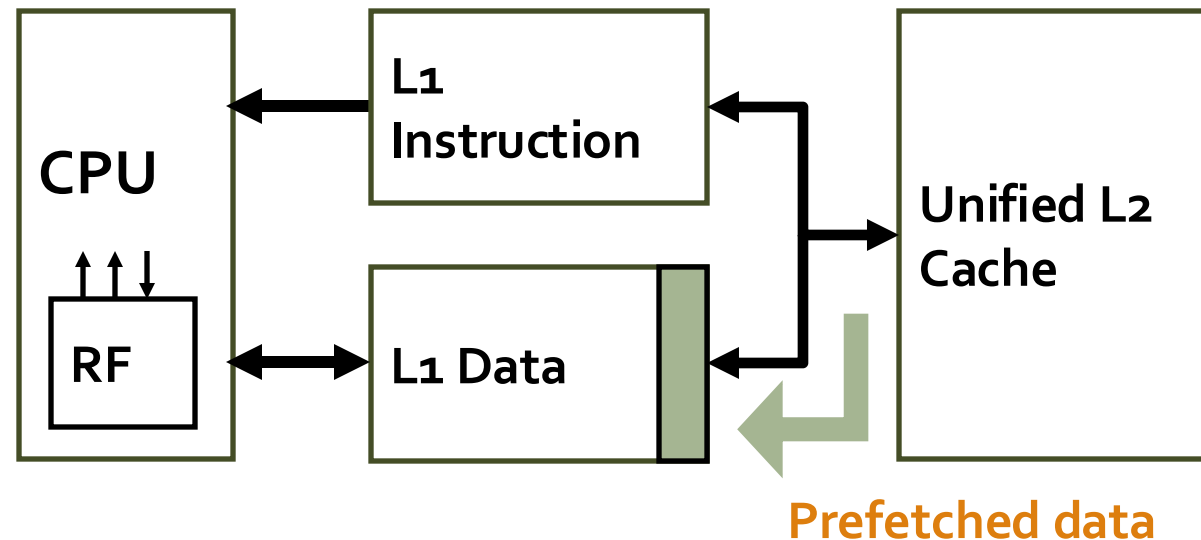 CPU
RF
L1
Instruction
L1 Data
Unified L2
Cache
Prefetched data